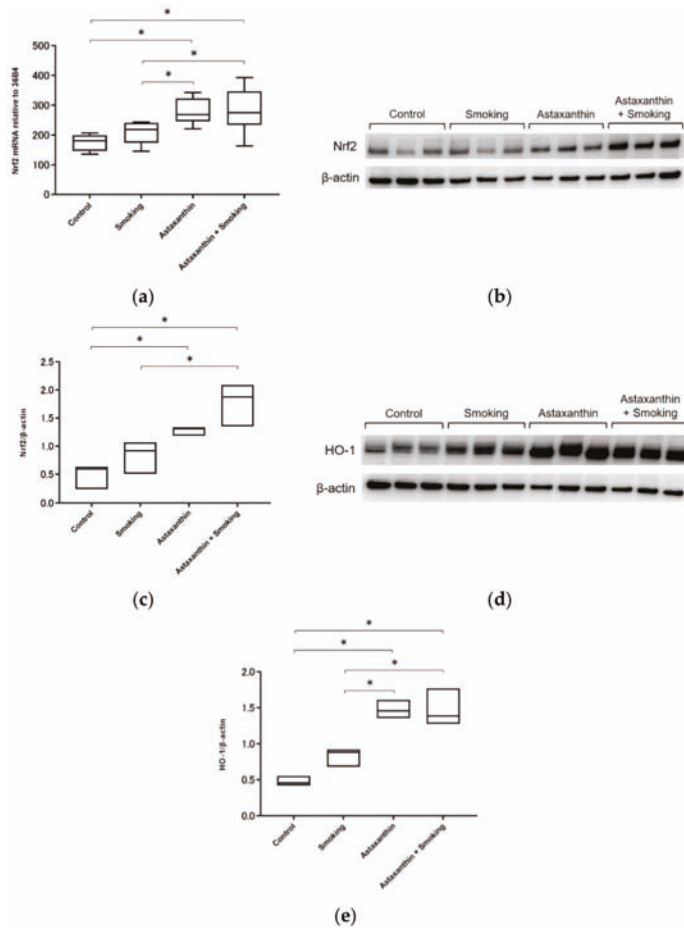 *
*
*
*
500
400
300
200
100
0
Nrf2 mRNA relative to 36B4
Control
Smoking
Astaxanthin
Astaxanthin + Smoking
(a)
Control
Smoking
Astaxanthin
Astaxanthin
+ Smoking
Nrf2
β-actin
(b)
*
*
*
2.5
2.0
1.5
1.0
0.5
0.0
Nrf2/β-actin
Control
Smoking
Astaxanthin
Astaxanthin + Smoking
(c)
Control
Smoking
Astaxanthin
Astaxanthin
+ Smoking
HO-1
β-actin
(d)
*
*
*
*
2.0
1.5
1.0
0.5
0.0
HO-1/β-actin
Control
Smoking
Astaxanthin
Astaxanthin + Smoking
(e)